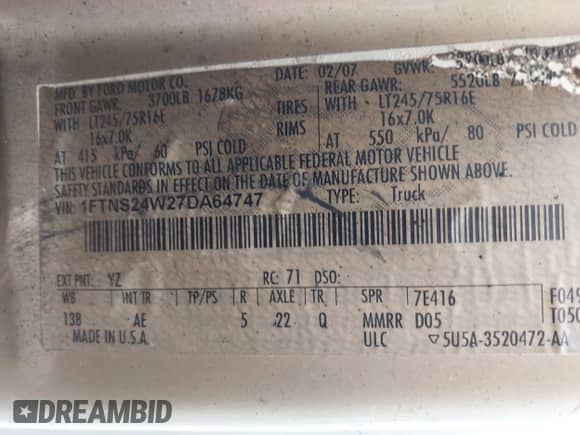 MFD. BY FORD MOTOR CO.
DATE: 02/07 GVWR:
FRONT GAWR: 3700LB 1678KG
REAR GAWR: 5520LB
WITH LT245/75R16E TIRES WITH LT245/75R16E
16x7.0K RIMS 16x7.0K
AT 415 kPa/ 60 PSI COLD AT 550 kPa/ 80 PSI COLD
THIS VEHICLE CONFORMS TO ALL APPLICABLE FEDERAL MOTOR VEHICLE
SAFETY STANDARDS IN EFFECT ON THE DATE OF MANUFACTURE SHOWN ABOVE.
VIN: 1FTNS24W27DA64747 TYPE: Truck
EXT PNT: YZ RC: 71 DSO:
WB INT TR TP/PS R AXLE TR SPR 7E416 F049
138 AE 5 22 Q MMRR D05 T050
MADE IN U.S.A. ULC ▽5U5A-3520472-AA
DREAMBID